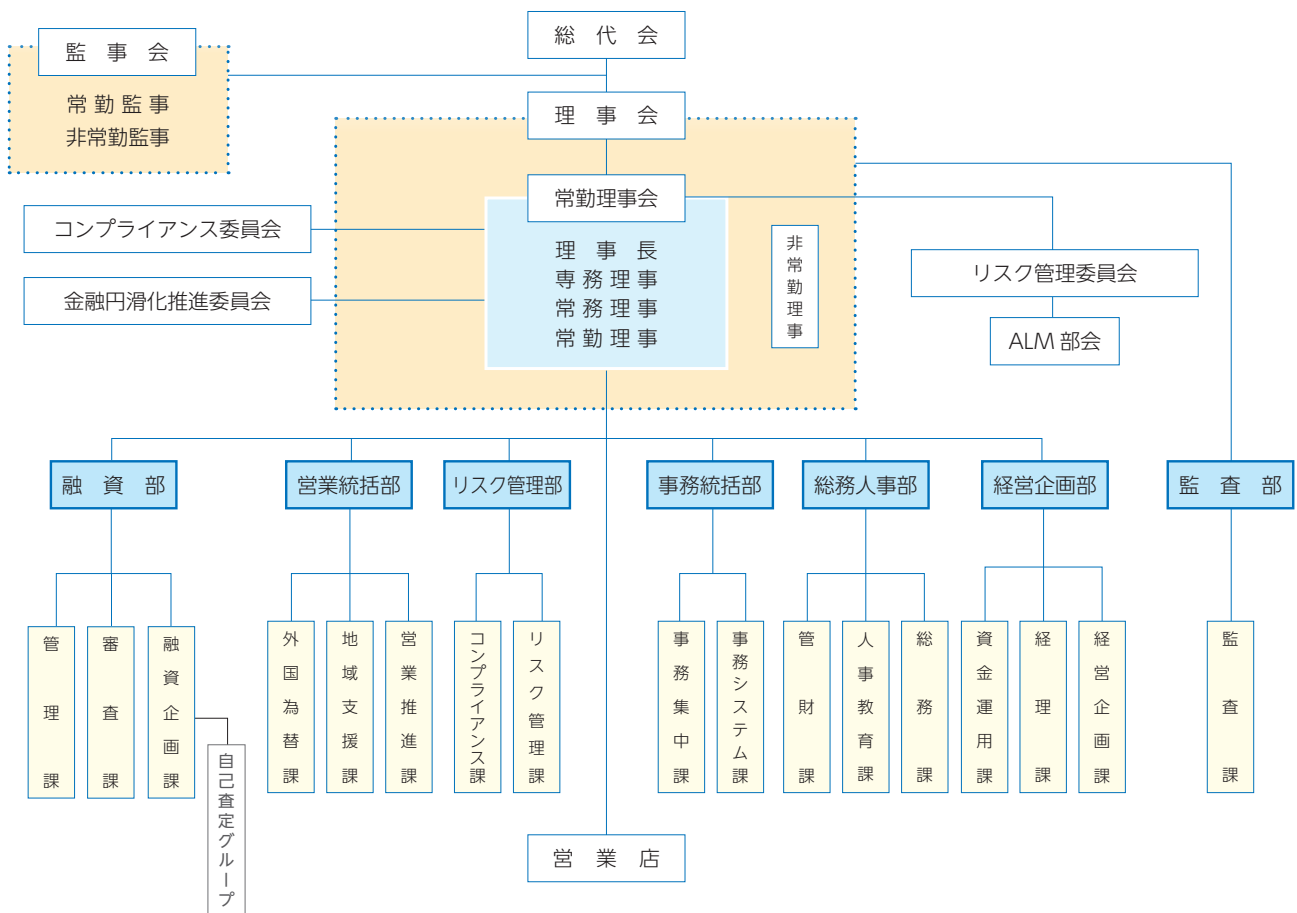 総代会
監事会
常勤監事
非常勤監事
理事会
常勤理事会
理事長
専務理事
常務理事
常勤理事
非常勤理事
コンプライアンス委員会
金融円滑化推進委員会
リスク管理委員会
ALM 部会
融資部
営業統括部
リスク管理部
事務統括部
総務人事部
経営企画部
監査部
管理課
審査課
融資企画課
自己査定グループ
外国為替課
地域支援課
営業推進課
コンプライアンス課
リスク管理課
事務集中課
事務システム課
管財課
人事教育課
総務課
資金運用課
経理課
経営企画課
監査課
営業店